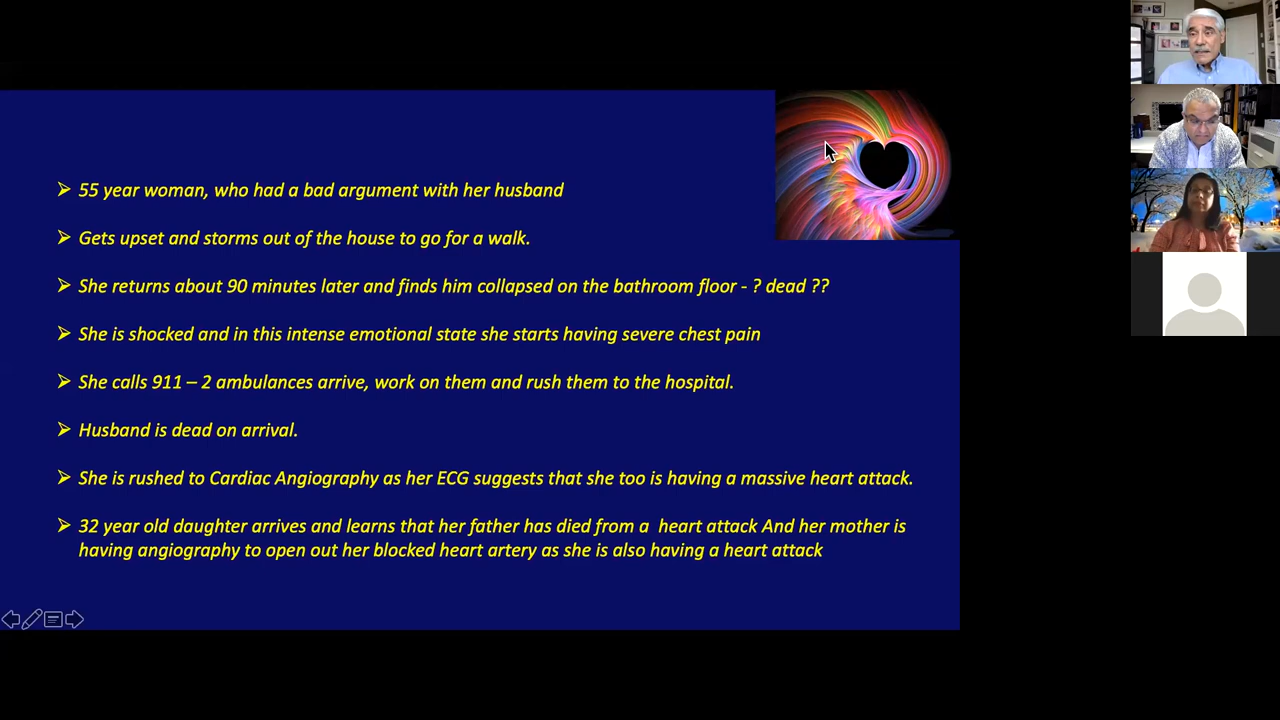 ➢ 55 year woman, who had a bad argument with her husband
➢ Gets upset and storms out of the house to go for a walk.
➢ She returns about 90 minutes later and finds him collapsed on the bathroom floor - ? dead ??
➢ She is shocked and in this intense emotional state she starts having severe chest pain
➢ She calls 911 – 2 ambulances arrive, work on them and rush them to the hospital.
➢ Husband is dead on arrival.
➢ She is rushed to Cardiac Angiography as her ECG suggests that she too is having a massive heart attack.
➢ 32 year old daughter arrives and learns that her father has died from a heart attack And her mother is
having angiography to open out her blocked heart artery as she is also having a heart attack